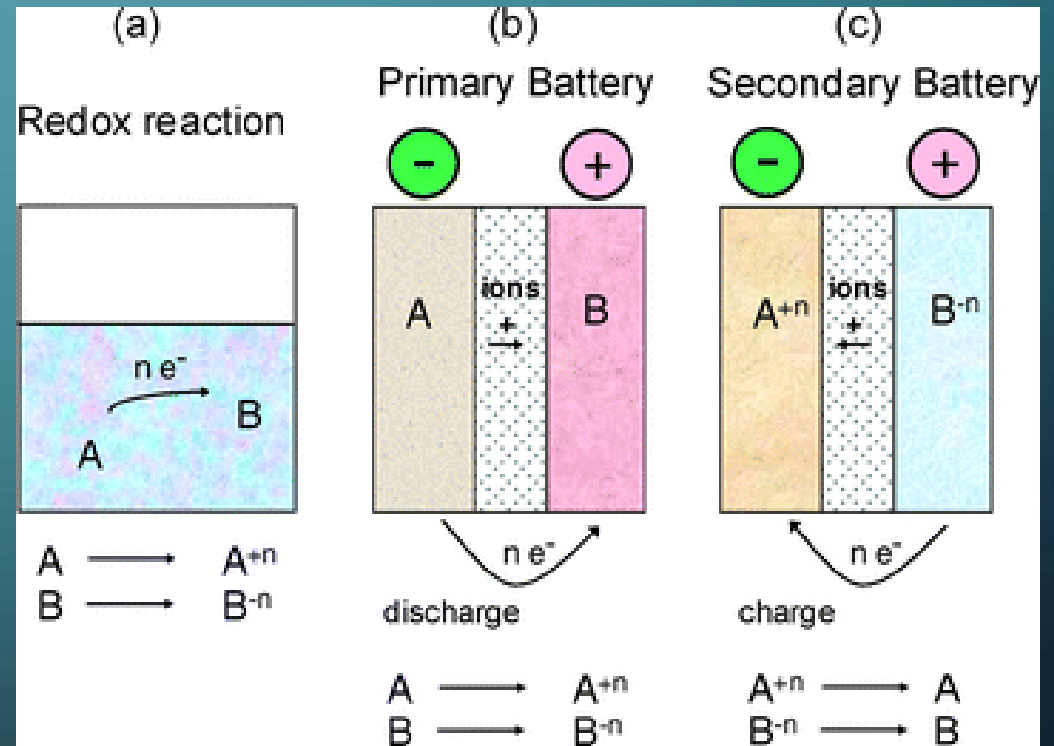 (a)
Redox reaction
n e⁻
A
B
A ⟶ A⁺ⁿ
B ⟶ B⁻ⁿ
(b)
Primary Battery
- +
A
ions
+
B
n e⁻
discharge
A ⟶ A⁺ⁿ
B ⟶ B⁻ⁿ
(c)
Secondary Battery
- +
A⁺ⁿ
ions
+
B⁻ⁿ
n e⁻
charge
A⁺ⁿ ⟶ A
B⁻ⁿ ⟶ B